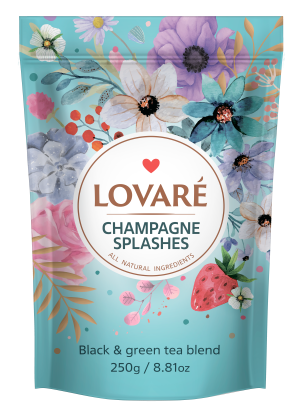 LOVARÉ
CHAMPAGNE
SPLASHES
ALL NATURAL INGREDIENTS
Black & green tea blend
250g / 8.81oz